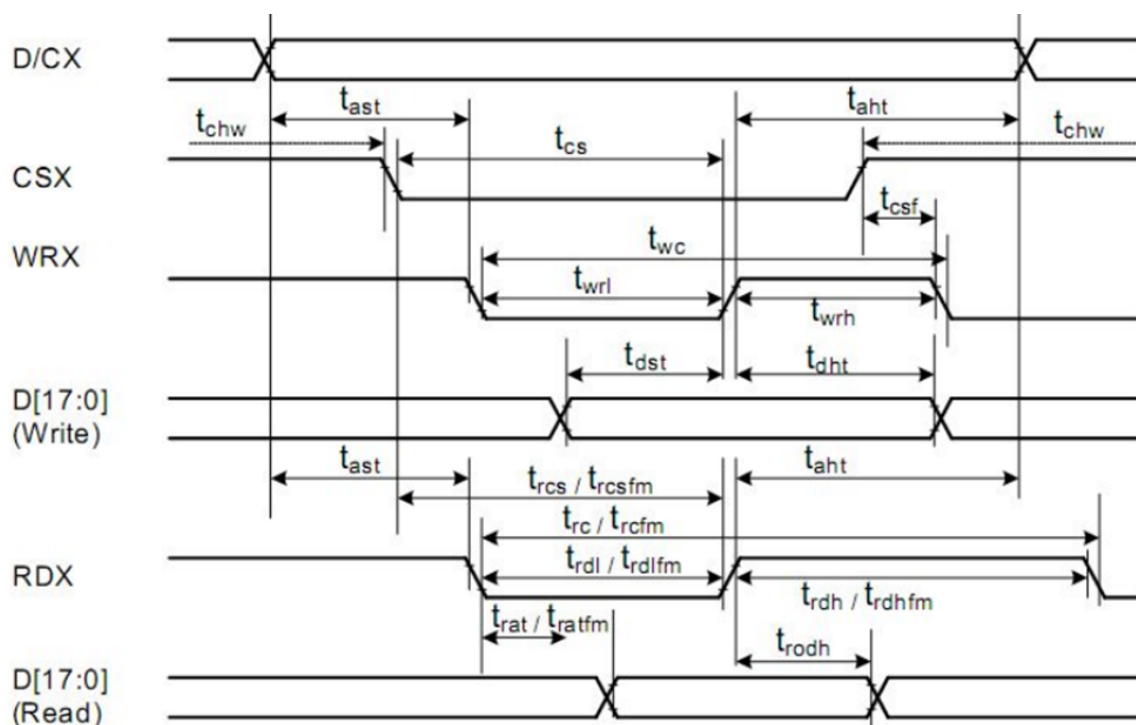 D/CX
t_ast
t_aht
t_chw
t_chw
t_cs
CSX
t_csf
t_wc
WRX
t_wrl
t_wrh
t_dst
t_dht
D[17:0]
(Write)
t_ast
t_aht
t_rcs / t_rcsfm
t_rc / t_rcfm
t_rdl / t_rdlfm
RDX
t_rdh / t_rdhfm
t_rat / t_ratfm
t_rodh
D[17:0]
(Read)